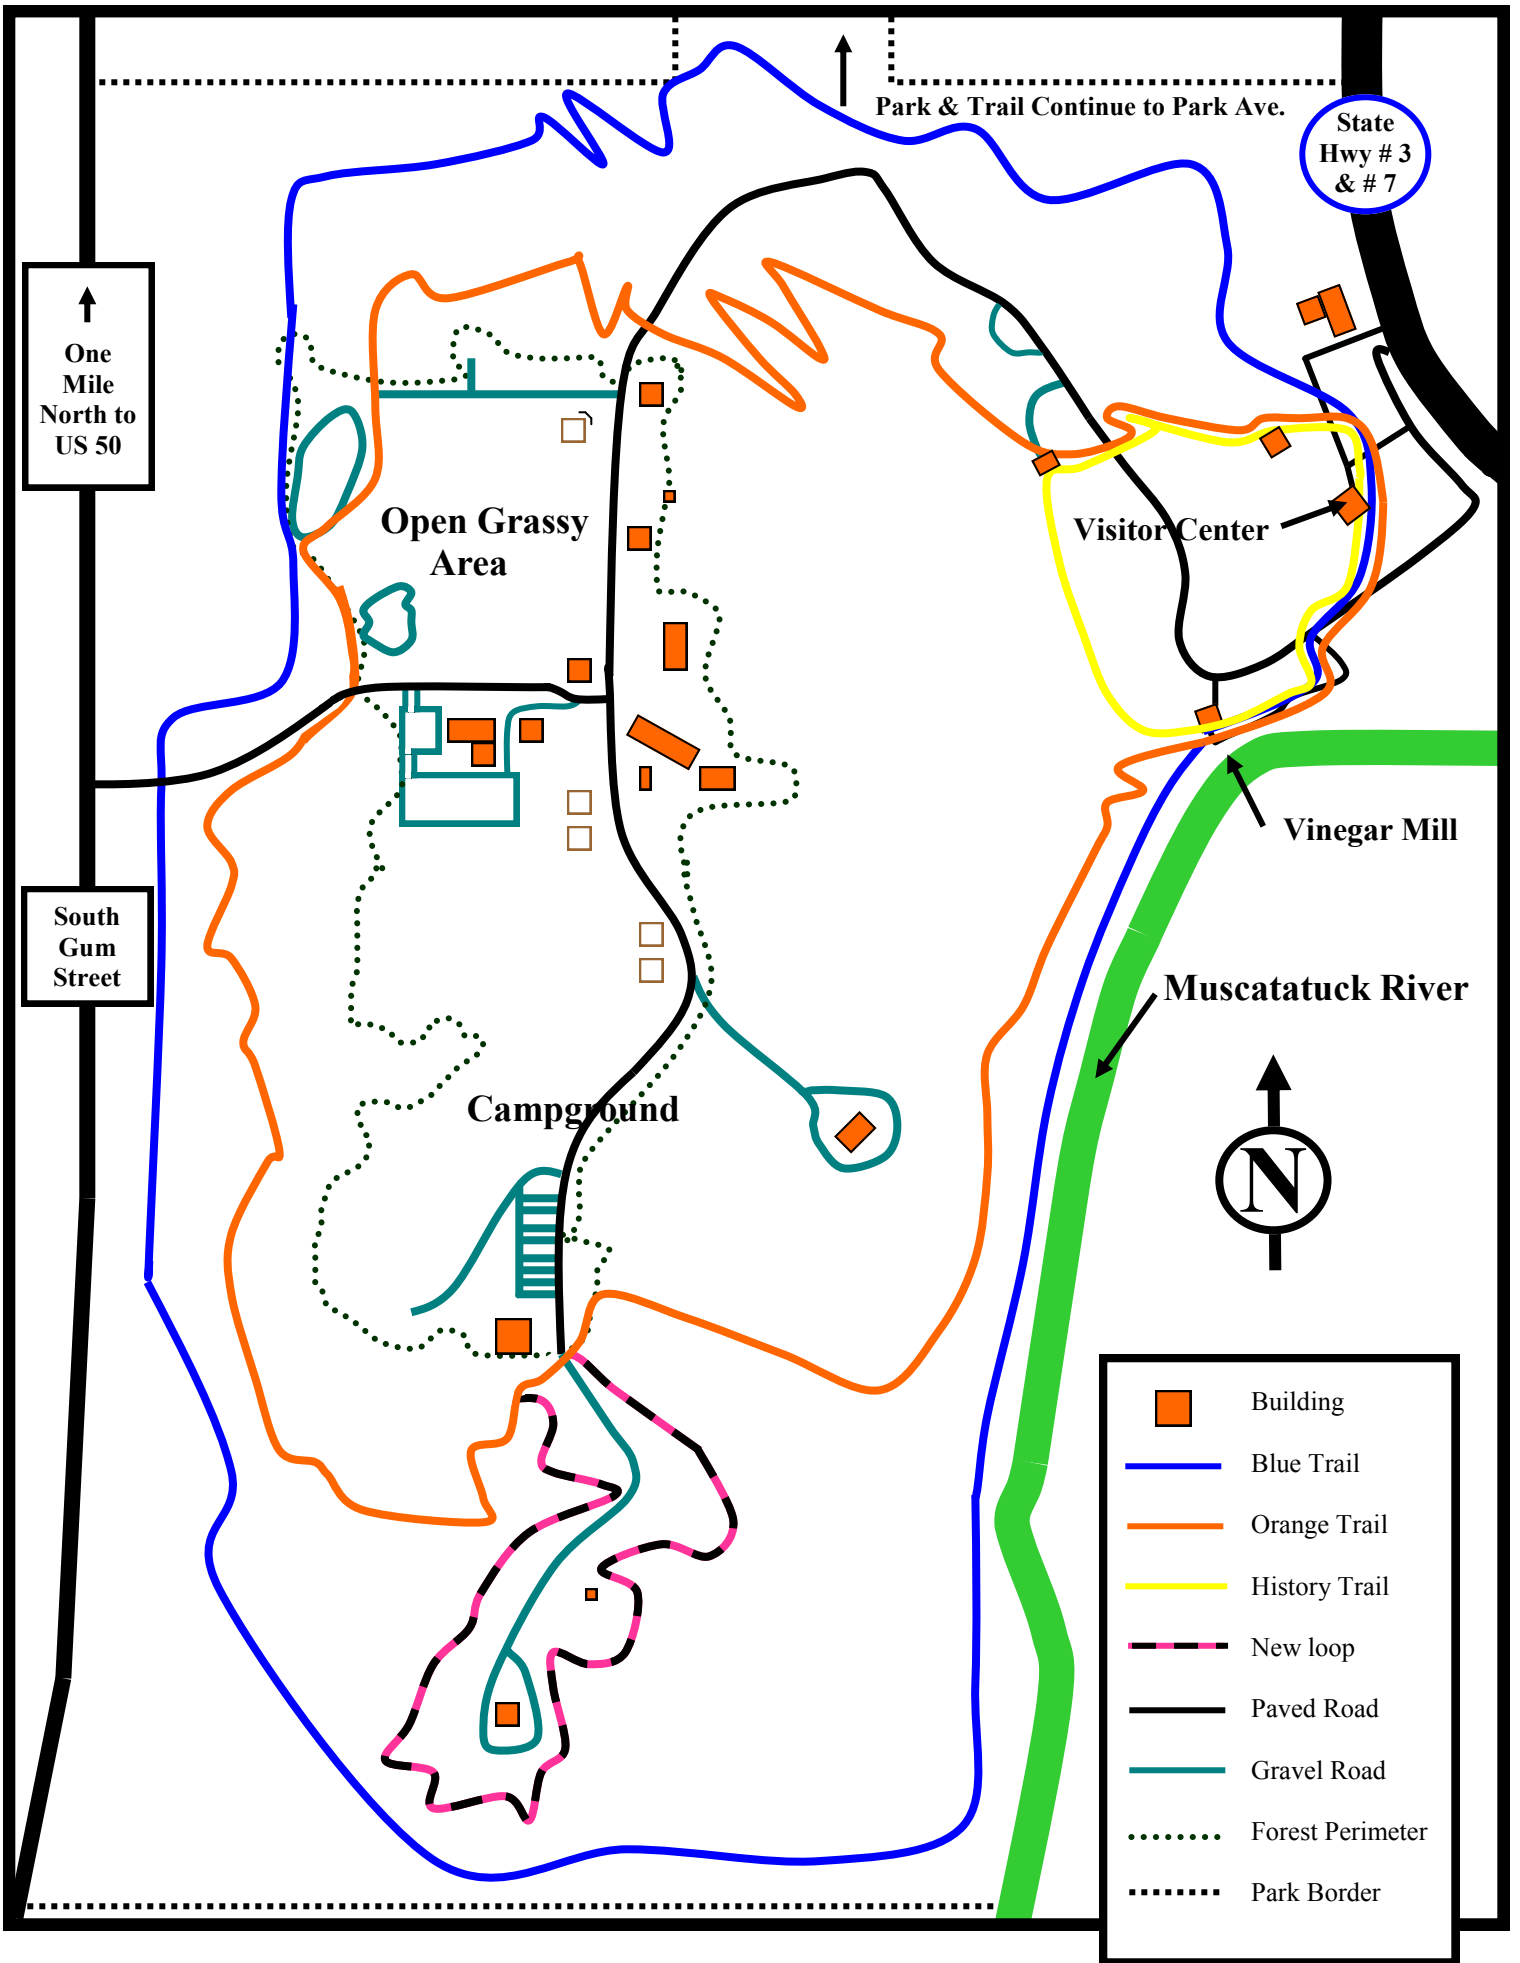 Park & Trail Continue to Park Ave.
State
Hwy # 3
& # 7
One
Mile
North to
US 50
Open Grassy
Area
Visitor Center
Vinegar Mill
South
Gum
Street
Muscatatuck River
Campground
N
Building
Blue Trail
Orange Trail
History Trail
New loop
Paved Road
Gravel Road
Forest Perimeter
Park Border